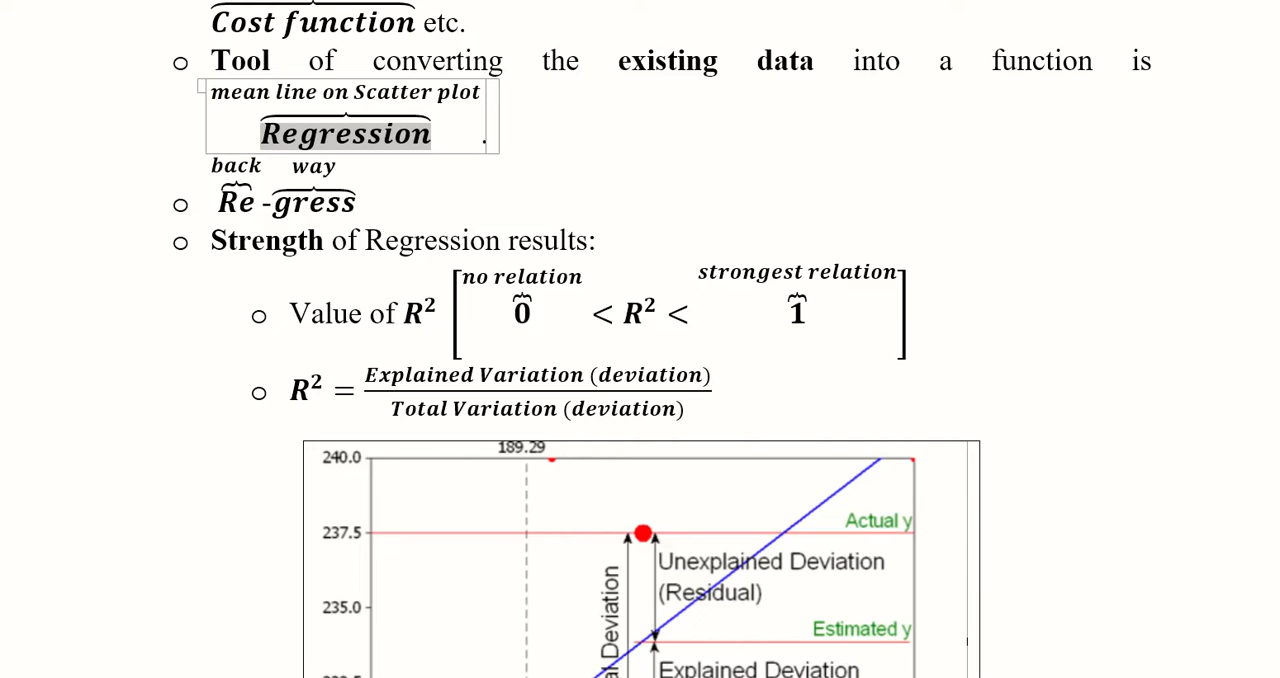 Cost function etc.
o Tool of converting the existing data into a function is
mean line on Scatter plot
Regression .
back way
o Re -gress
o Strength of Regression results:
no relation strongest relation
o Value of R² [ 0 < R² < 1 ]
Explained Variation (deviation)
o R² =
Total Variation (deviation)
189.29
240.0
Actual y
237.5
Unexplained Deviation
(Residual)
235.0
Estimated y
Deviation
Explained Deviation